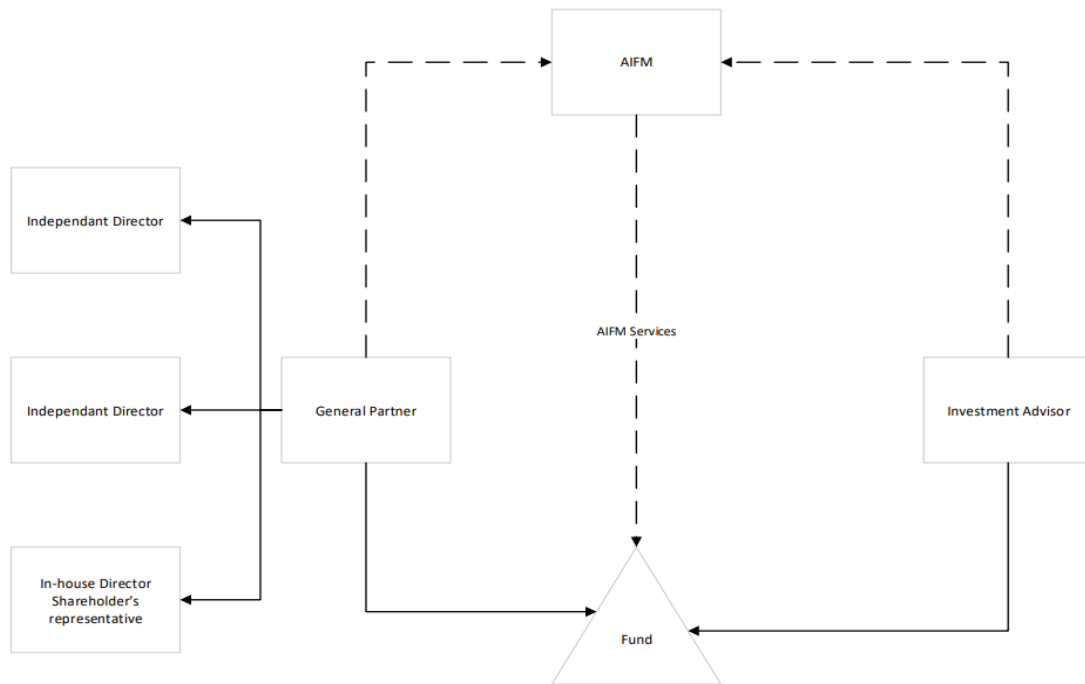 AIFM
Independant Director
AIFM Services
Independant Director
General Partner
Investment Advisor
In-house Director
Shareholder's
representative
Fund